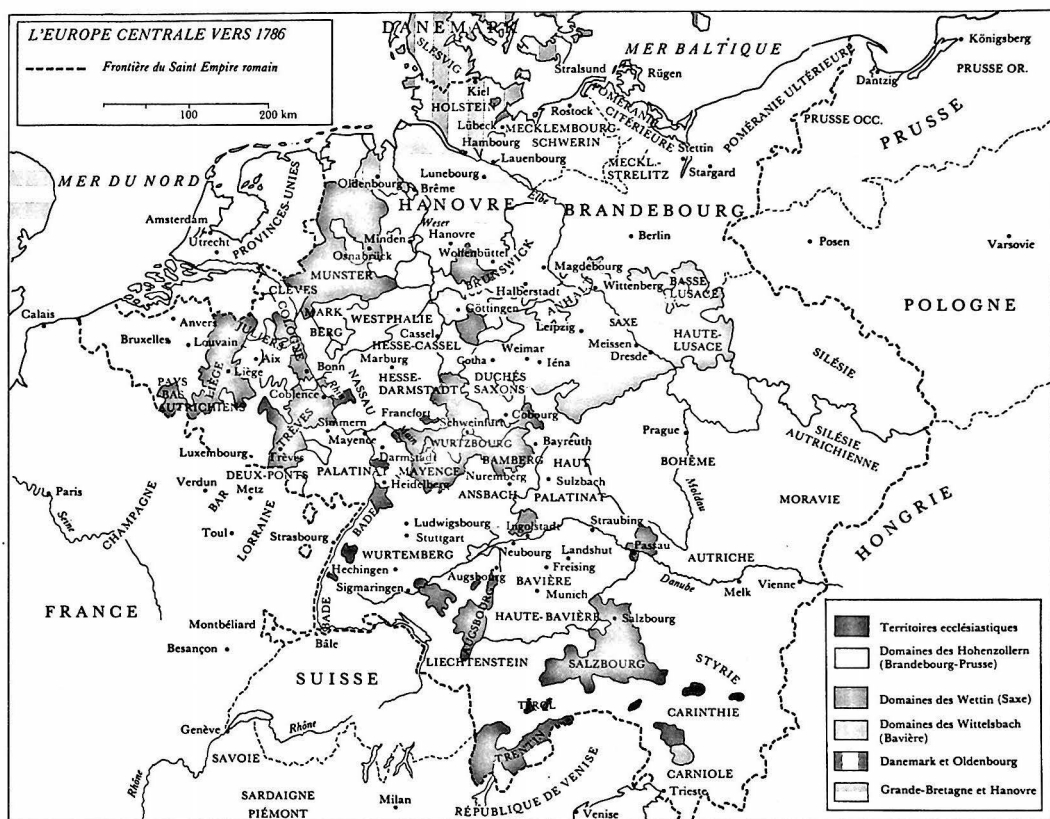 L'EUROPE CENTRALE VERS 1786
Frontière du Saint Empire romain
100 200 km
DANEMARK
SLESVIG
MER BALTIQUE
Königsberg
Stralsund
Rügen
Dantzig
PRUSSE OR.
Kiel
HOLSTEIN
Rostock
POMÉRANIE CITÉRIEURE
POMÉRANIE ULTÉRIEURE
PRUSSE OCC.
PRUSSE
Lübeck
MECKLEMBOURG-
SCHWERIN
Hambourg
Stettin
Lauenbourg
MECKL.-
STRELITZ
Stargard
MER DU NORD
PROVINCES-UNIES
Oldenbourg
Lunebourg
Brême
Elbe
HANOVRE
BRANDEBOURG
Amsterdam
Utrecht
Weser
Minden
Hanovre
Berlin
Posen
Varsovie
Osnabrück
Wolfenbüttel
BRUNSWICK
MUNSTER
Magdebourg
Halberstadt
ANHALT
Wittenberg
BASSE
LUSACE
CLÈVES
Göttingen
POLOGNE
Calais
Anvers
COLOGNE
MARK
BERG
WESTPHALIE
Leipzig
SAXE
Bruxelles
Louvain
JULIERS
Cassel
HESSE-CASSEL
Meissen
Dresde
HAUTE
LUSACE
Aix
Marburg
Gotha
Weimar
Iéna
SILÉSIE
LIÈGE
Liège
Bonn
Rhin
NASSAU
HESSE-
DARMSTADT
DUCHÉS
SAXONS
PAYS
BAS
AUTRICHIENS
Coblence
Francfort
Schweinfurt
Cobourg
TRÈVES
Simmern
Mayence
Main
WURTZBOURG
Bayreuth
Prague
SILÉSIE
AUTRICHIENNE
Luxembourg
Trèves
Darmstadt
MAYENCE
BAMBERG
HAUT
PALATINAT
BOHÊME
DEUX-PONTS
PALATINAT
Heidelberg
Nuremberg
Sulzbach
Paris
Verdun
Metz
ANSBACH
Moldau
MORAVIE
Seine
CHAMPAGNE
BAR
Toul
LORRAINE
BADE
Ludwigsbourg
Stuttgart
Ingolstadt
Straubing
HONGRIE
Strasbourg
Neubourg
Landshut
Passau
AUTRICHE
WURTEMBERG
Freising
Hechingen
Augsbourg
BAVIÈRE
Danube
Melk
Vienne
Sigmaringen
Munich
FRANCE
BADE
AUGSBOURG
HAUTE-BAVIÈRE
Salzbourg
Montbéliard
Bâle
Besançon
LIECHTENSTEIN
SALZBOURG
STYRIE
SUISSE
TIROL
CARINTHIE
Genève
Rhône
TRENTIN
SAVOIE
CARNIOLE
Rhône
Trieste
SARDAIGNE
PIÉMONT
Milan
RÉPUBLIQUE DE VENISE
Venise
Territoires ecclésiastiques
Domaines des Hohenzollern
(Brandebourg-Prusse)
Domaines des Wettin (Saxe)
Domaines des Wittelsbach
(Bavière)
Danemark et Oldenbourg
Grande-Bretagne et Hanovre